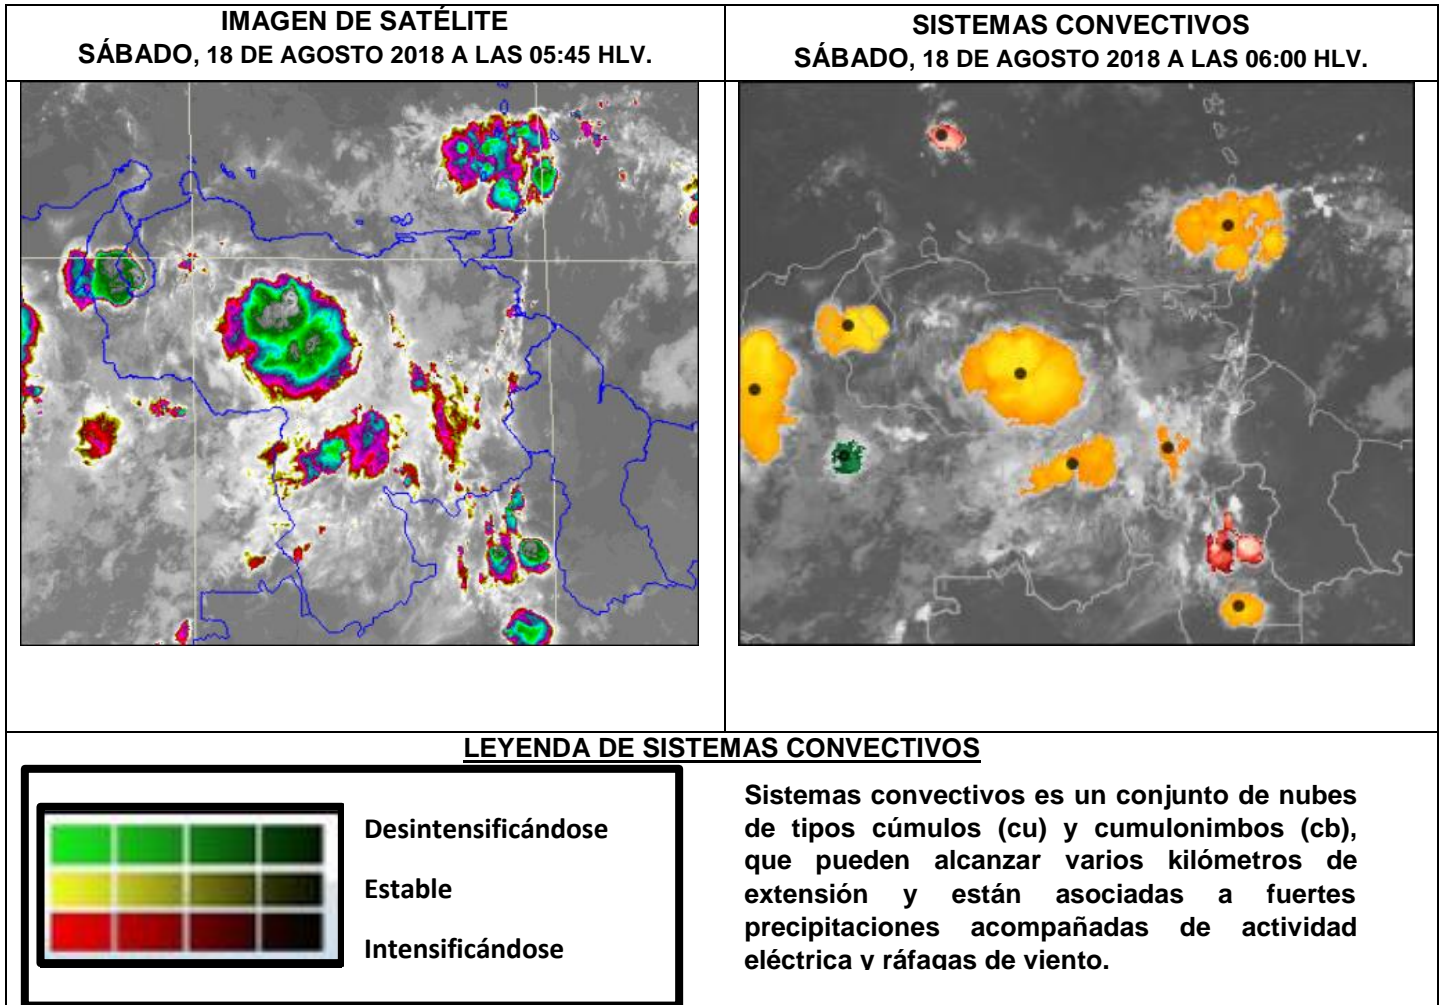 IMAGEN DE SATÉLITE
SÁBADO, 18 DE AGOSTO 2018 A LAS 05:45 HLV.
SISTEMAS CONVECTIVOS
SÁBADO, 18 DE AGOSTO 2018 A LAS 06:00 HLV.
LEYENDA DE SISTEMAS CONVECTIVOS
Desintensificándose
Estable
Intensificándose
Sistemas convectivos es un conjunto de nubes
de tipos cúmulos (cu) y cumulonimbos (cb),
que pueden alcanzar varios kilómetros de
extensión y están asociadas a fuertes
precipitaciones acompañadas de actividad
eléctrica y ráfagas de viento.